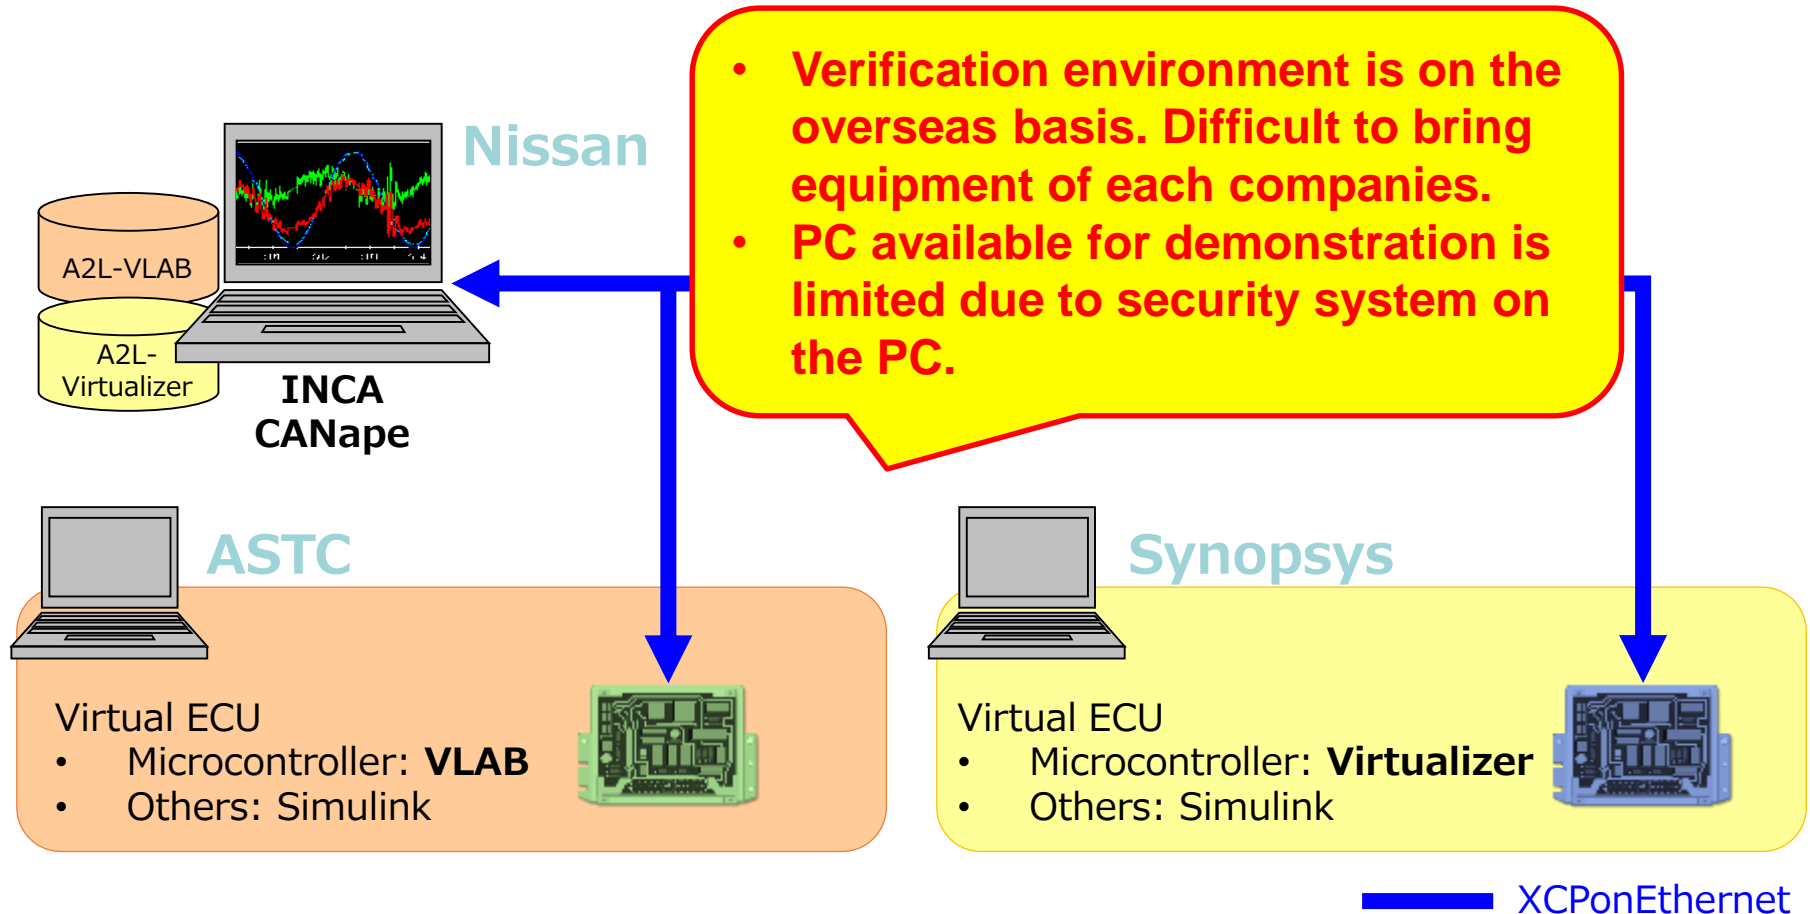 • Verification environment is on the
overseas basis. Difficult to bring
equipment of each companies.
• PC available for demonstration is
limited due to security system on
the PC.
Nissan
A2L-VLAB
A2L-
Virtualizer
INCA
CANape
ASTC
Virtual ECU
• Microcontroller: VLAB
• Others: Simulink
Synopsys
Virtual ECU
• Microcontroller: Virtualizer
• Others: Simulink
XCPonEthernet